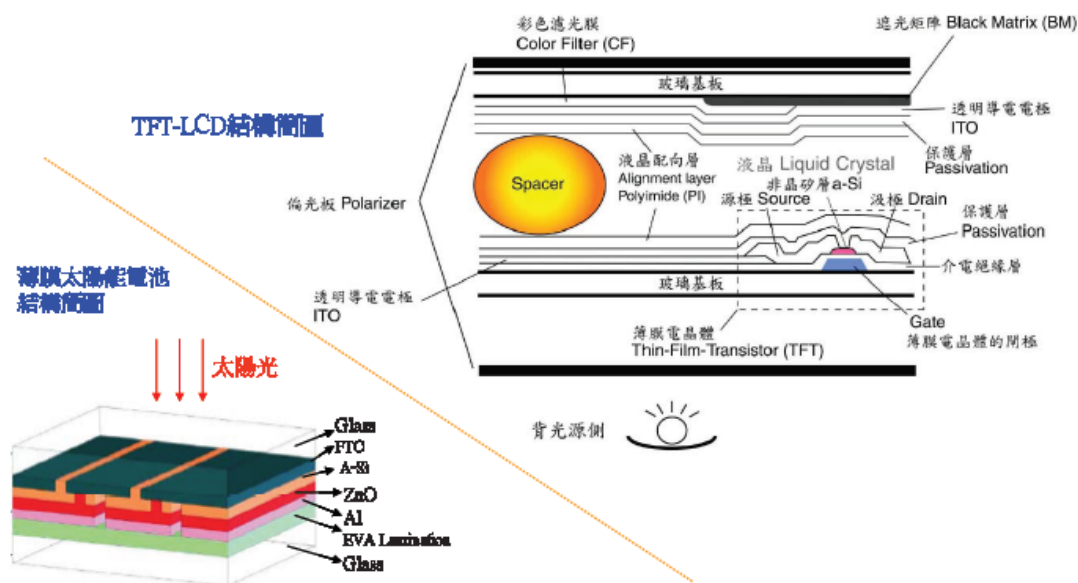 彩色濾光膜
Color Filter (CF)
遮光矩陣 Black Matrix (BM)
玻璃基板
TFT-LCD結構簡圖
透明導電電極
ITO
保護層
Passivation
液晶配向層
Alignment layer
Polyimide (PI)
液晶 Liquid Crystal
非晶矽層a-Si
源極 Source
汲極 Drain
Spacer
偏光板 Polarizer
保護層
Passivation
介電絕緣層
玻璃基板
透明導電電極
ITO
Gate
薄膜電晶體的閘極
薄膜電晶體
Thin-Film-Transistor (TFT)
背光源側
薄膜太陽能電池
結構簡圖
太陽光
Glass
FTO
A-Si
ZnO
Al
EVA Lamination
Glass